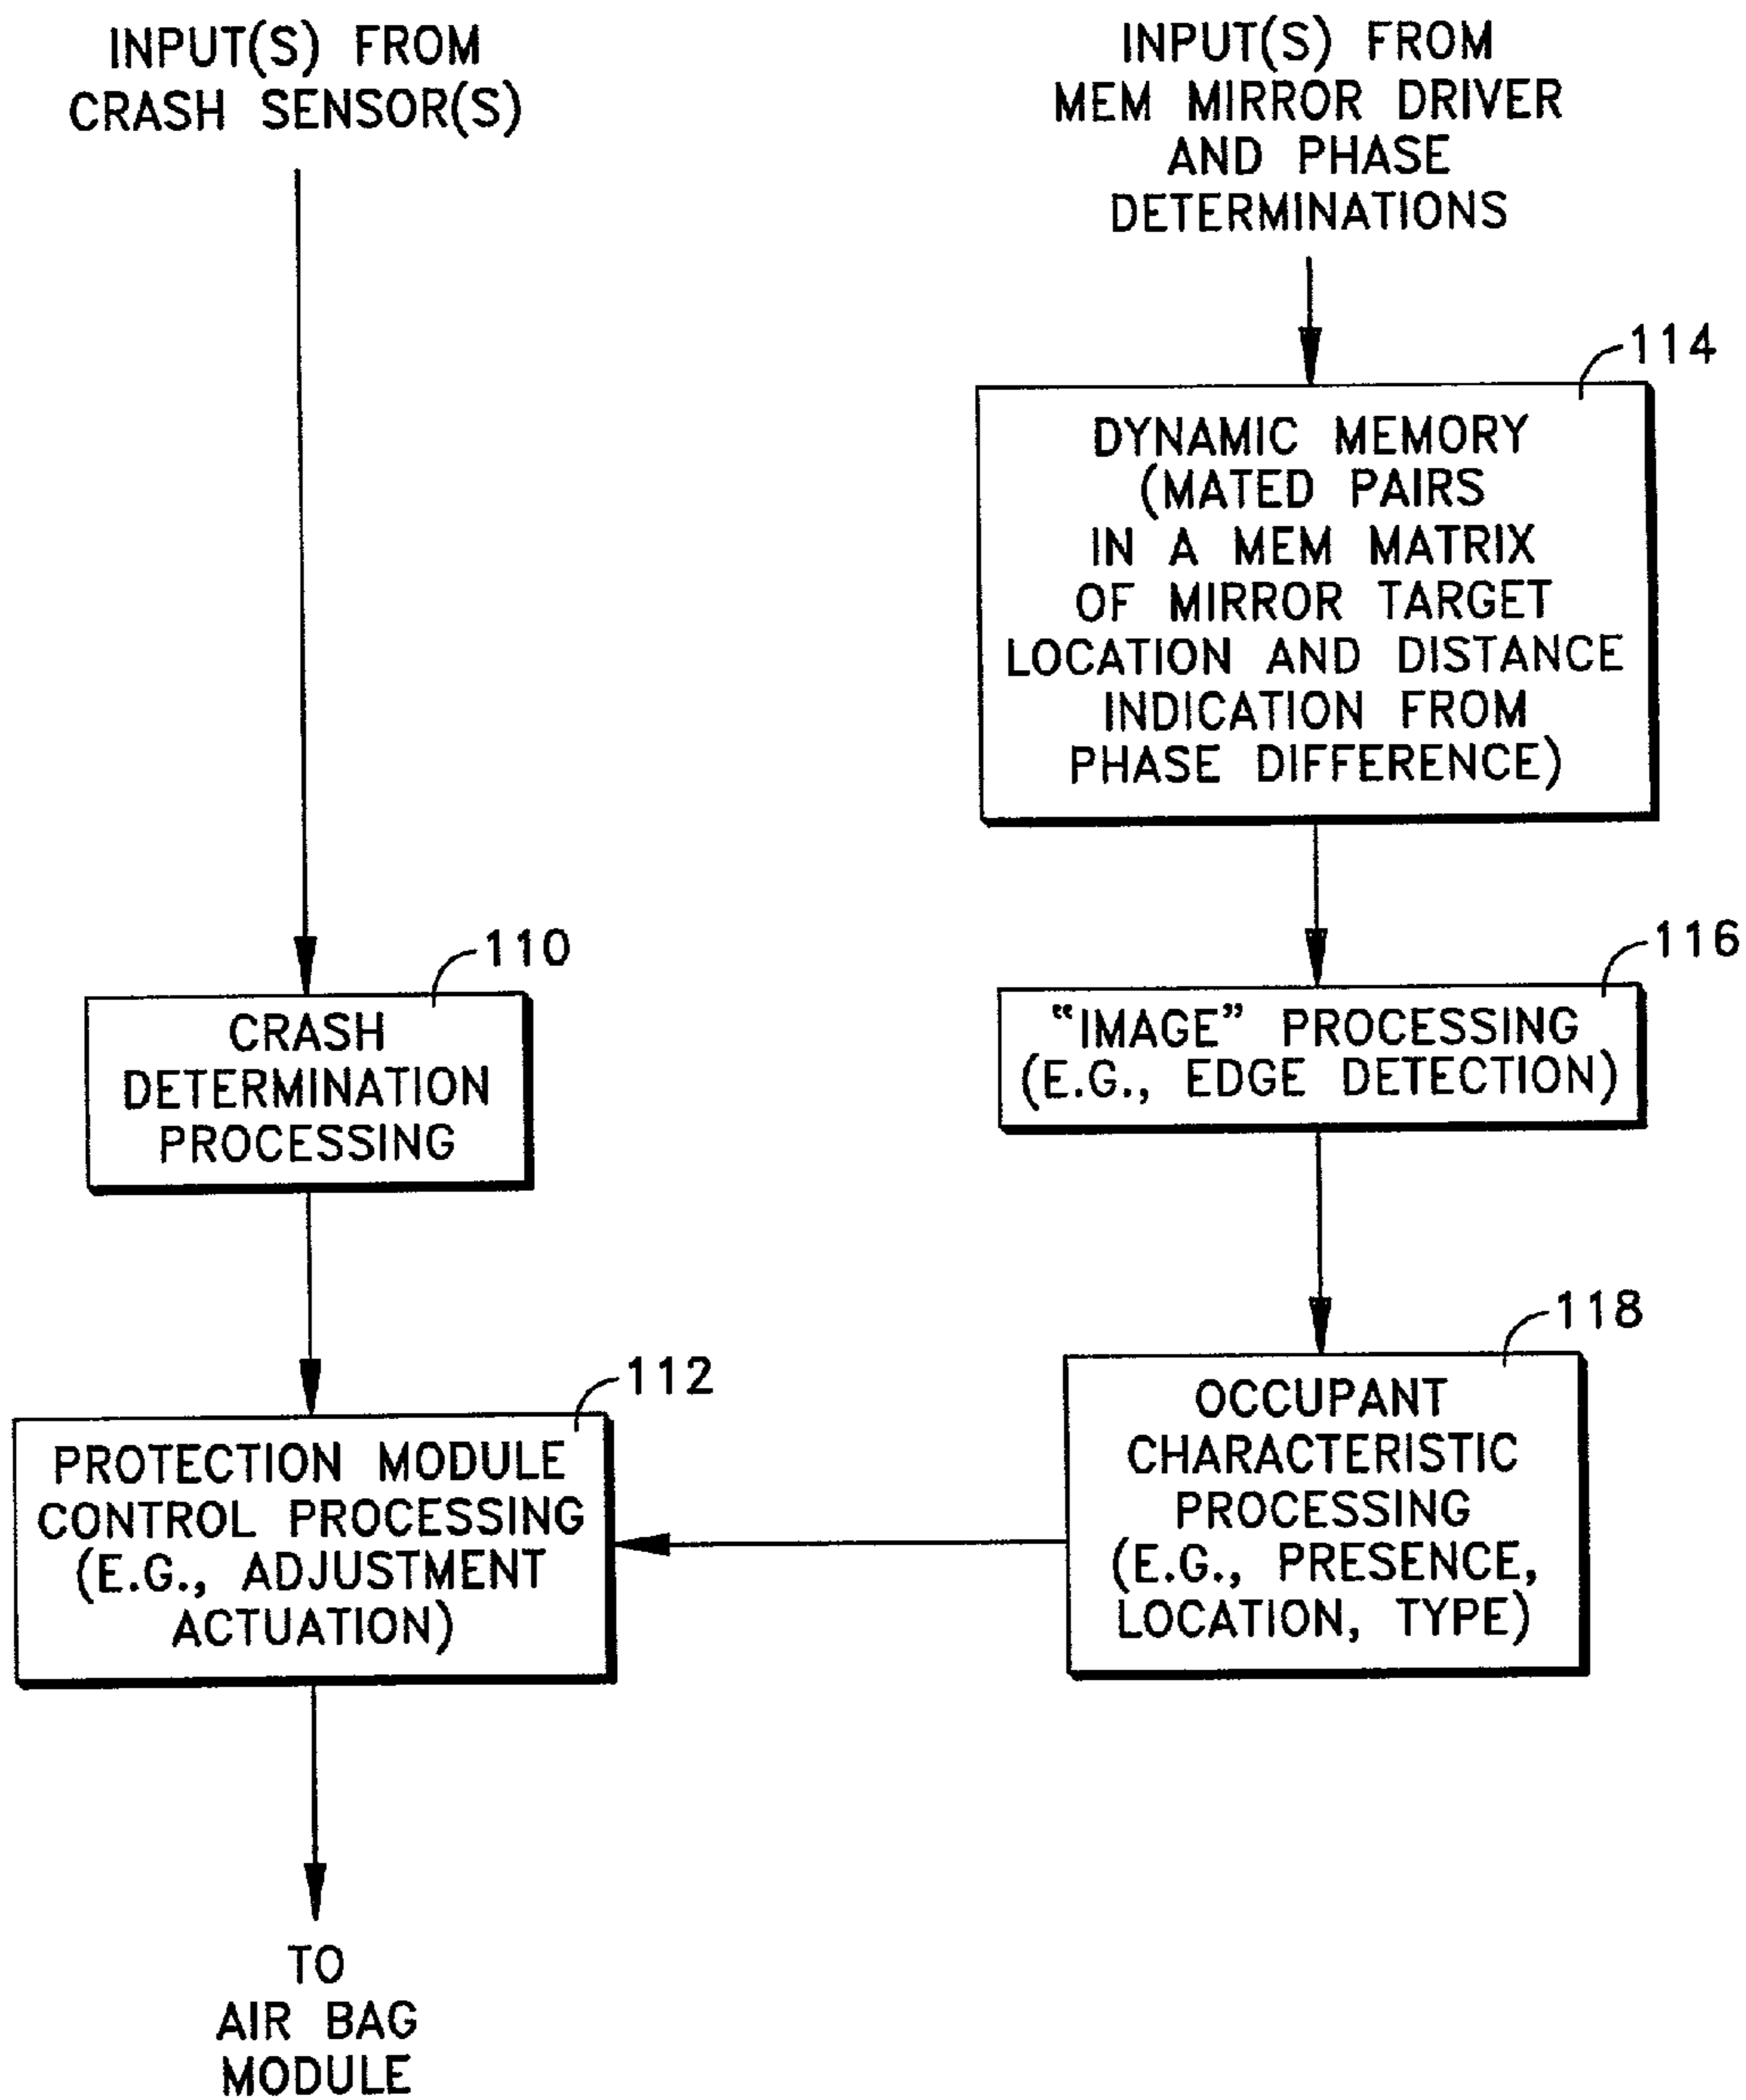 INPUT(S) FROM
CRASH SENSOR(S)
INPUT(S) FROM
MEM MIRROR DRIVER
AND PHASE
DETERMINATIONS
114
DYNAMIC MEMORY
(MATED PAIRS
IN A MEM MATRIX
OF MIRROR TARGET
LOCATION AND DISTANCE
INDICATION FROM
PHASE DIFFERENCE)
110
CRASH
DETERMINATION
PROCESSING
116
“IMAGE” PROCESSING
(E.G., EDGE DETECTION)
112
PROTECTION MODULE
CONTROL PROCESSING
(E.G., ADJUSTMENT
ACTUATION)
118
OCCUPANT
CHARACTERISTIC
PROCESSING
(E.G., PRESENCE,
LOCATION, TYPE)
TO
AIR BAG
MODULE